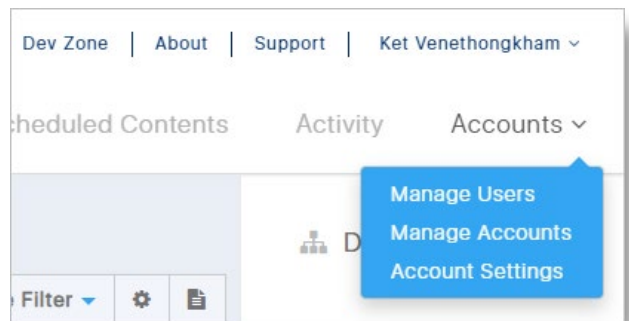 Dev Zone | About | Support | Ket Venethongkham
cheduled Contents Activity Accounts
Manage Users
D
Manage Accounts
Account Settings
Filter